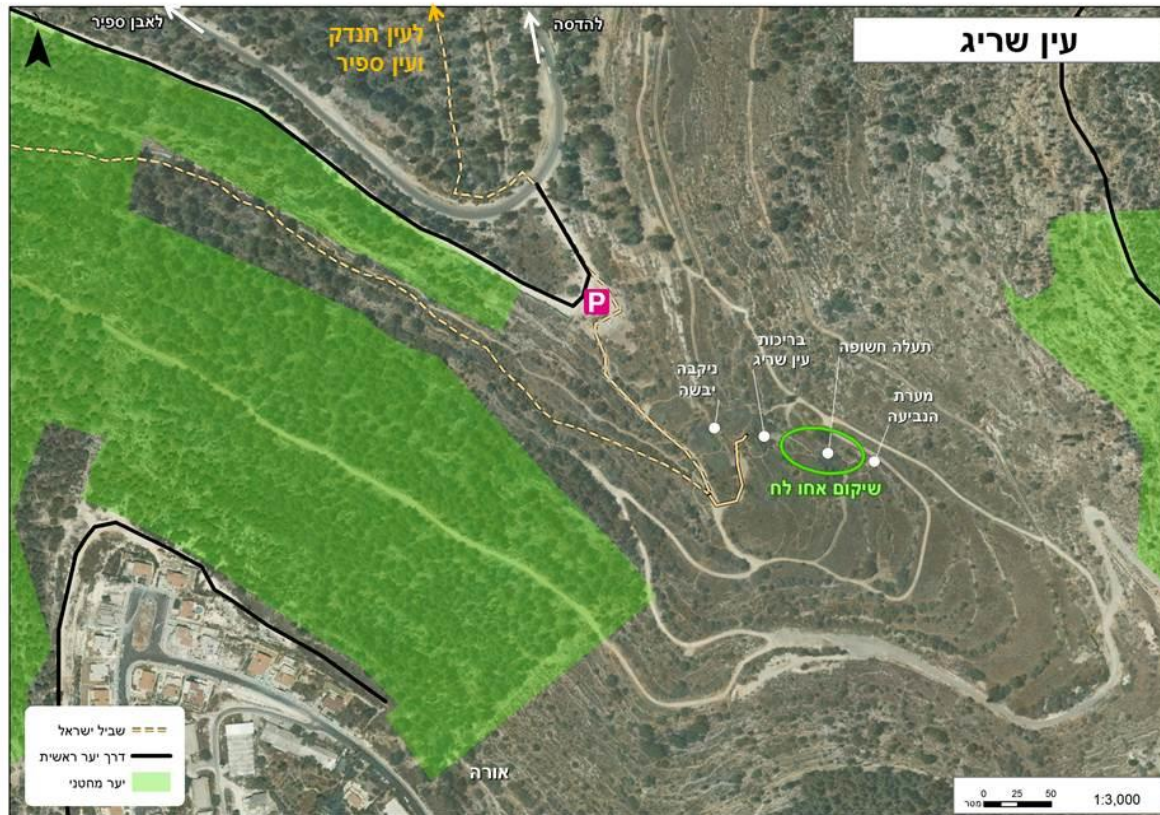 עין שריג
לאבן ספיר
לעין חנדק
ועין ספיר
להדסה
P
ניקבה
יבשה
בריכות
עין שריג
תעלה חשופה
מערת
הנביעה
שיקום אחו לח
אורה
שביל ישראל
דרך יער ראשית
יער מחטני
0 25 50
מטר
1:3,000